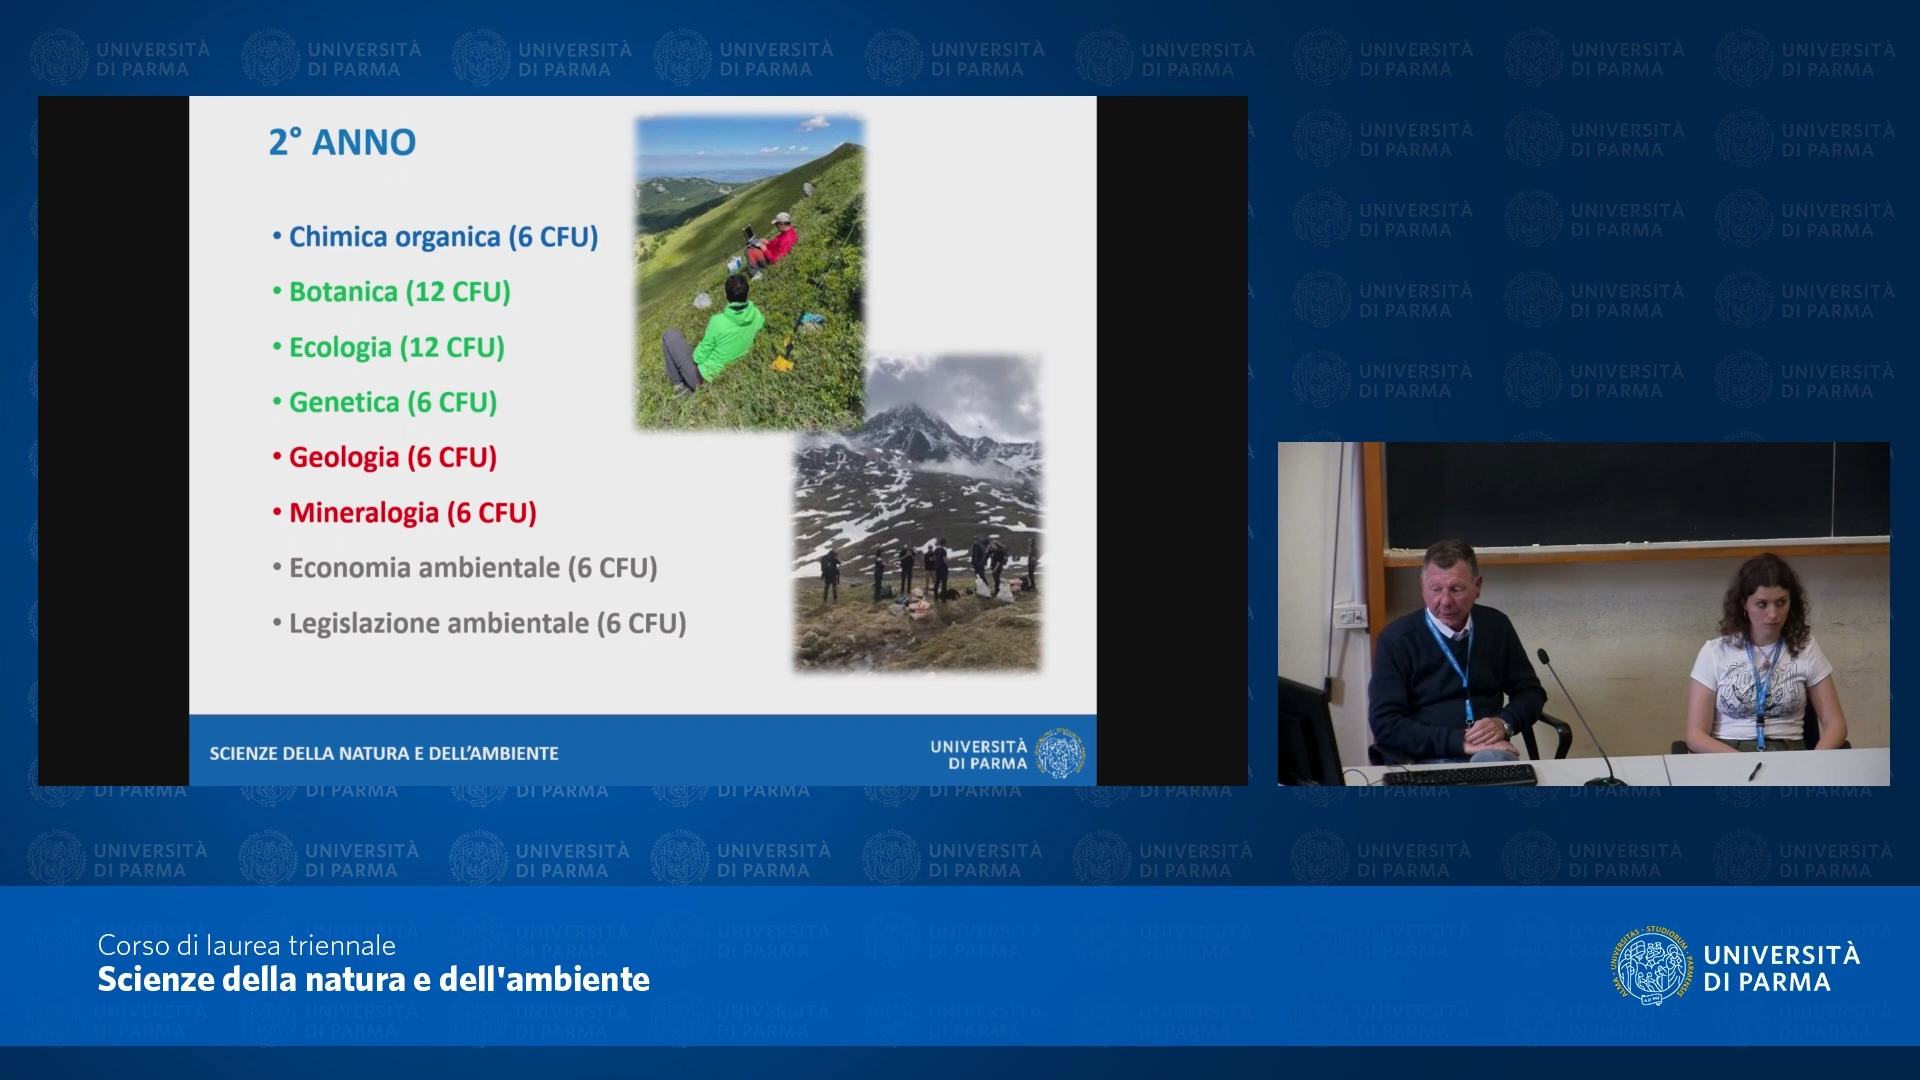 2° ANNO
• Chimica organica (6 CFU)
• Botanica (12 CFU)
• Ecologia (12 CFU)
• Genetica (6 CFU)
• Geologia (6 CFU)
• Mineralogia (6 CFU)
• Economia ambientale (6 CFU)
• Legislazione ambientale (6 CFU)
SCIENZE DELLA NATURA E DELL'AMBIENTE
UNIVERSITÀ
DI PARMA
Corso di laurea triennale
Scienze della natura e dell'ambiente
UNIVERSITÀ
DI PARMA